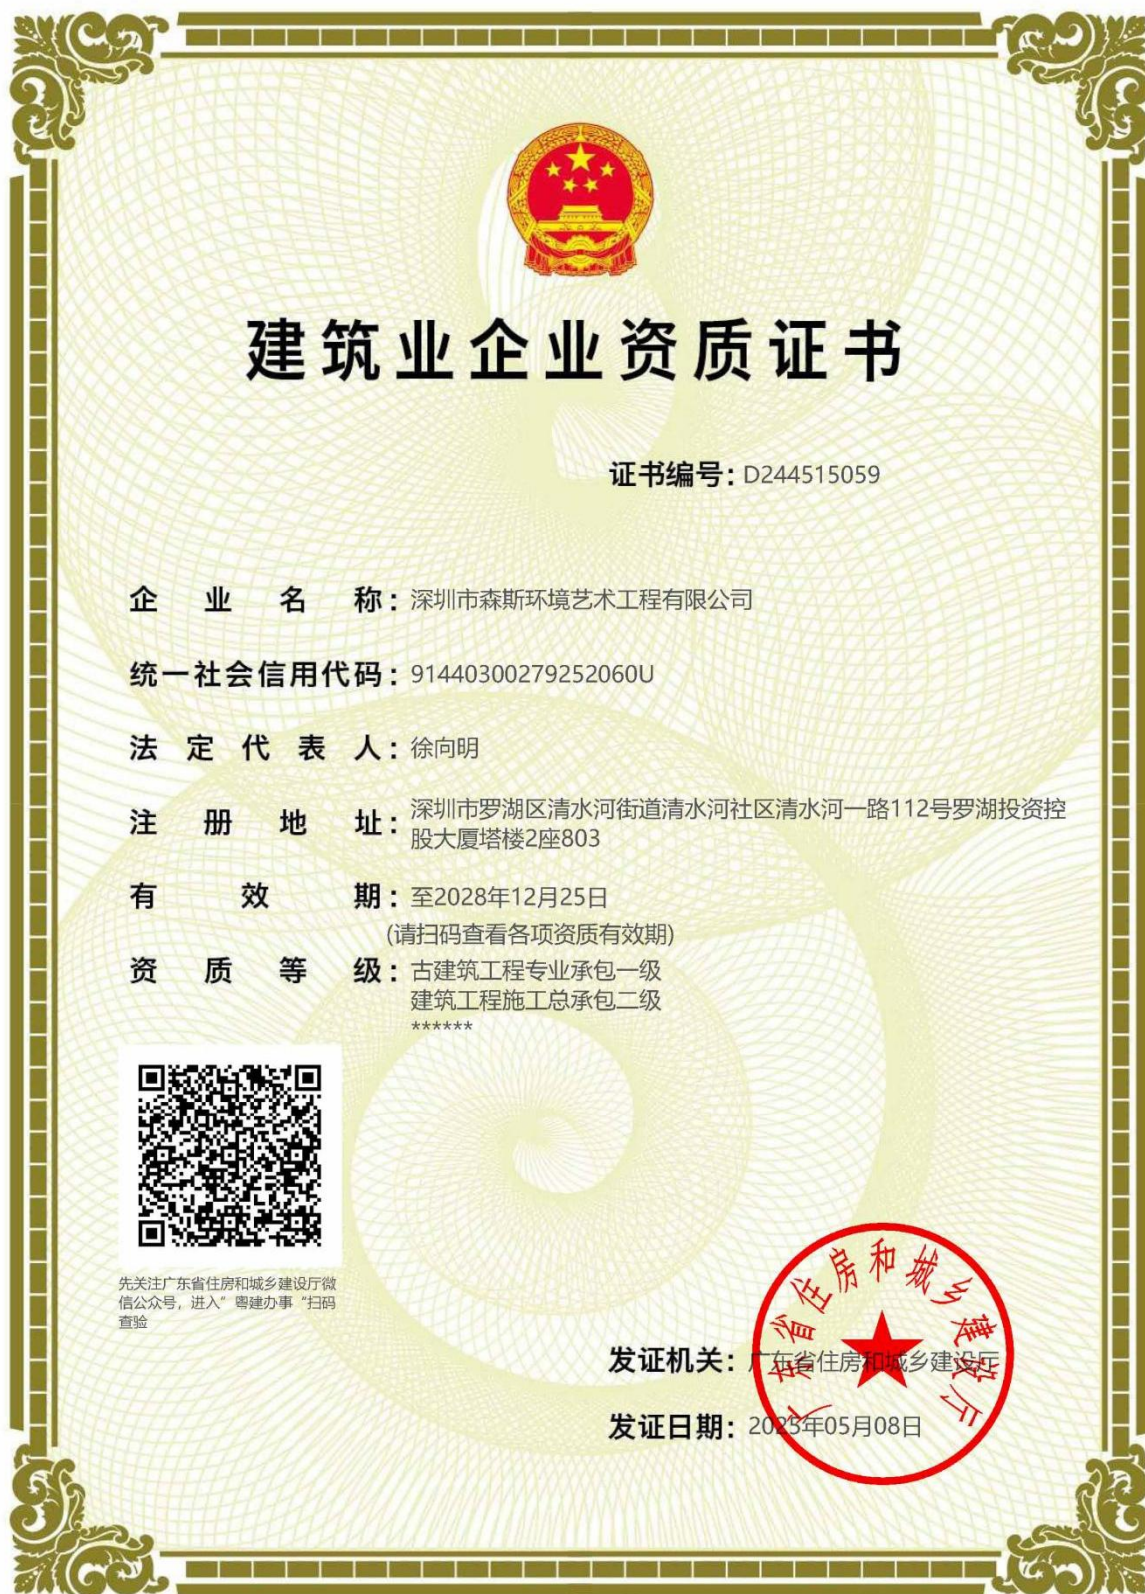 建筑业企业资质证书
证书编号：D244515059
企业名称：深圳市森斯环境艺术工程有限公司
统一社会信用代码：91440300279252060U
法定代表人：徐向明
注册地址：深圳市罗湖区清水河街道清水河社区清水河一路112号罗湖投资控
股大厦塔楼2座803
有效期：至2028年12月25日
(请扫码查看各项资质有效期)
资质等级：古建筑工程专业承包一级
建筑工程施工总承包二级
******
先关注广东省住房和城乡建设厅微
信公众号，进入”粤建办事“扫码
查验
广东省住房和城乡建设厅
发证机关：广东省住房和城乡建设厅
发证日期：2025年05月08日